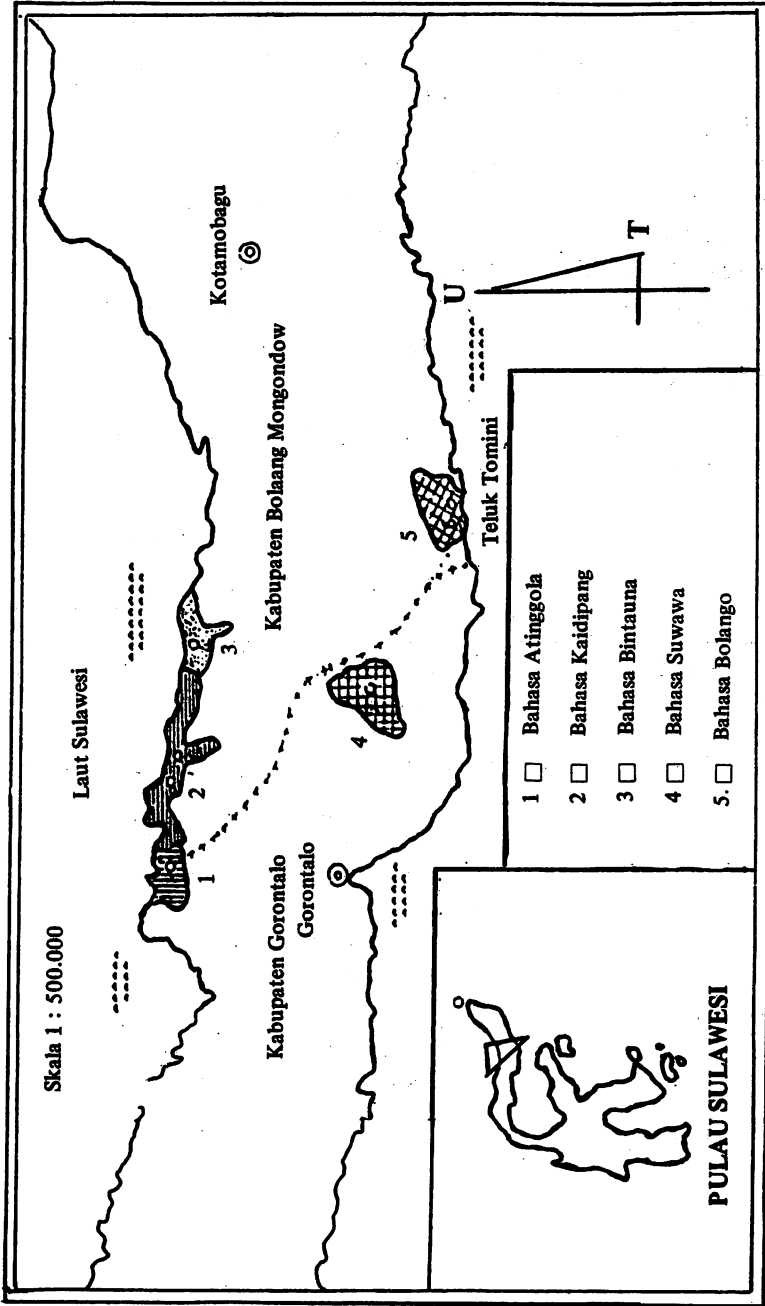 Skala 1 : 500.000
Laut Sulawesi
1
2
3
Kotamobagu
Kabupaten Bolaang Mongondow
Kabupaten Gorontalo
Gorontalo
4
5
Teluk Tomini
U
T
1 □ Bahasa Atinggola
2 □ Bahasa Kaidipang
3 □ Bahasa Bintauna
4 □ Bahasa Suwawa
5. □ Bahasa Bolango
PULAU SULAWESI